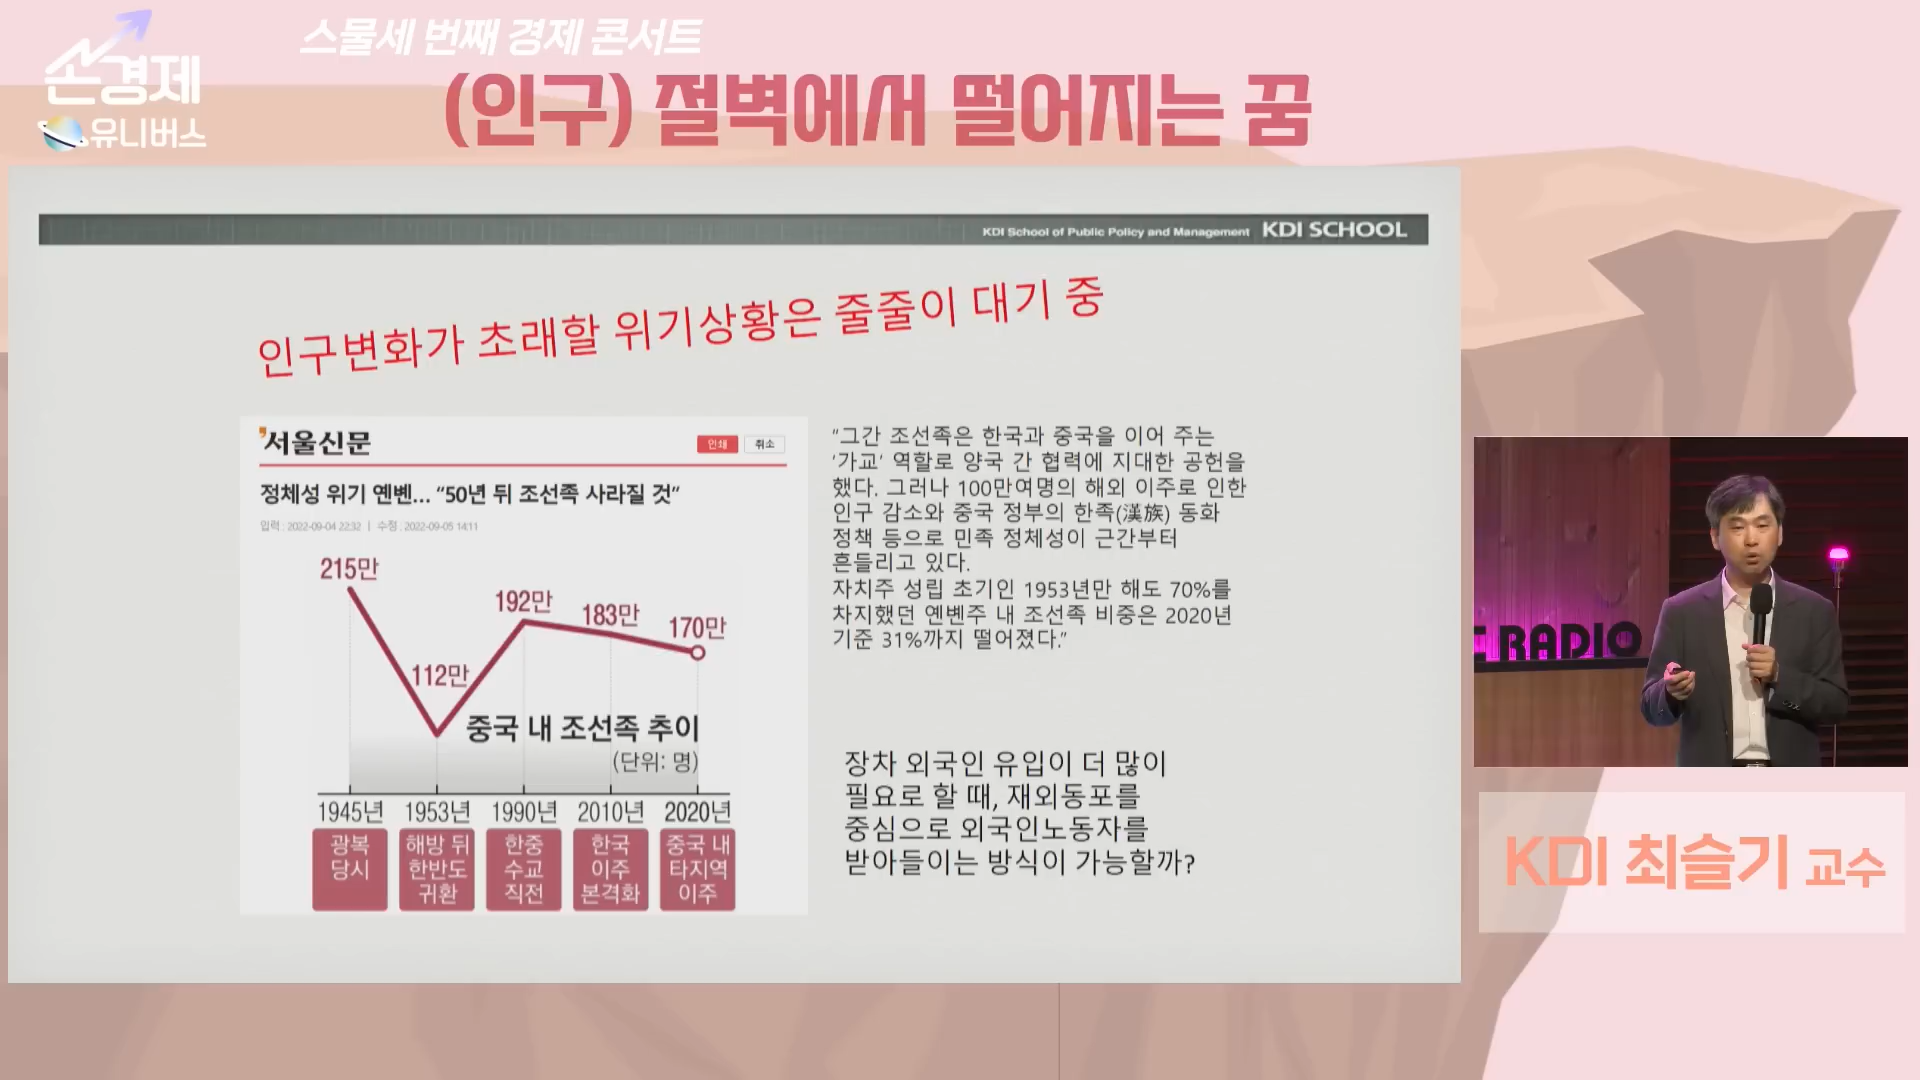 손경제
유니버스
스물세 번째 경제 콘서트
(인구) 절벽에서 떨어지는 꿈
KDI School of Public Policy and Management KDI SCHOOL
인구변화가 초래할 위기상황은 줄줄이 대기 중
서울신문
인쇄 취소
정체성 위기 옌볜... “50년 뒤 조선족 사라질 것”
입력 : 2022-09-04 22:32 | 수정 : 2022-09-05 14:11
215만
112만
192만
183만
170만
중국 내 조선족 추이
(단위: 명)
1945년 1953년 1990년 2010년 2020년
광복
당시
해방 뒤
한반도
귀환
한중
수교
직전
한국
이주
본격화
중국 내
타지역
이주
“그간 조선족은 한국과 중국을 이어 주는
‘가교’ 역할로 양국 간 협력에 지대한 공헌을
했다. 그러나 100만여명의 해외 이주로 인한
인구 감소와 중국 정부의 한족(漢族) 동화
정책 등으로 민족 정체성이 근간부터
흔들리고 있다.
자치주 성립 초기인 1953년만 해도 70%를
차지했던 옌볜주 내 조선족 비중은 2020년
기준 31%까지 떨어졌다.”
장차 외국인 유입이 더 많이
필요로 할 때, 재외동포를
중심으로 외국인노동자를
받아들이는 방식이 가능할까?
RADIO
KDI 최슬기 교수